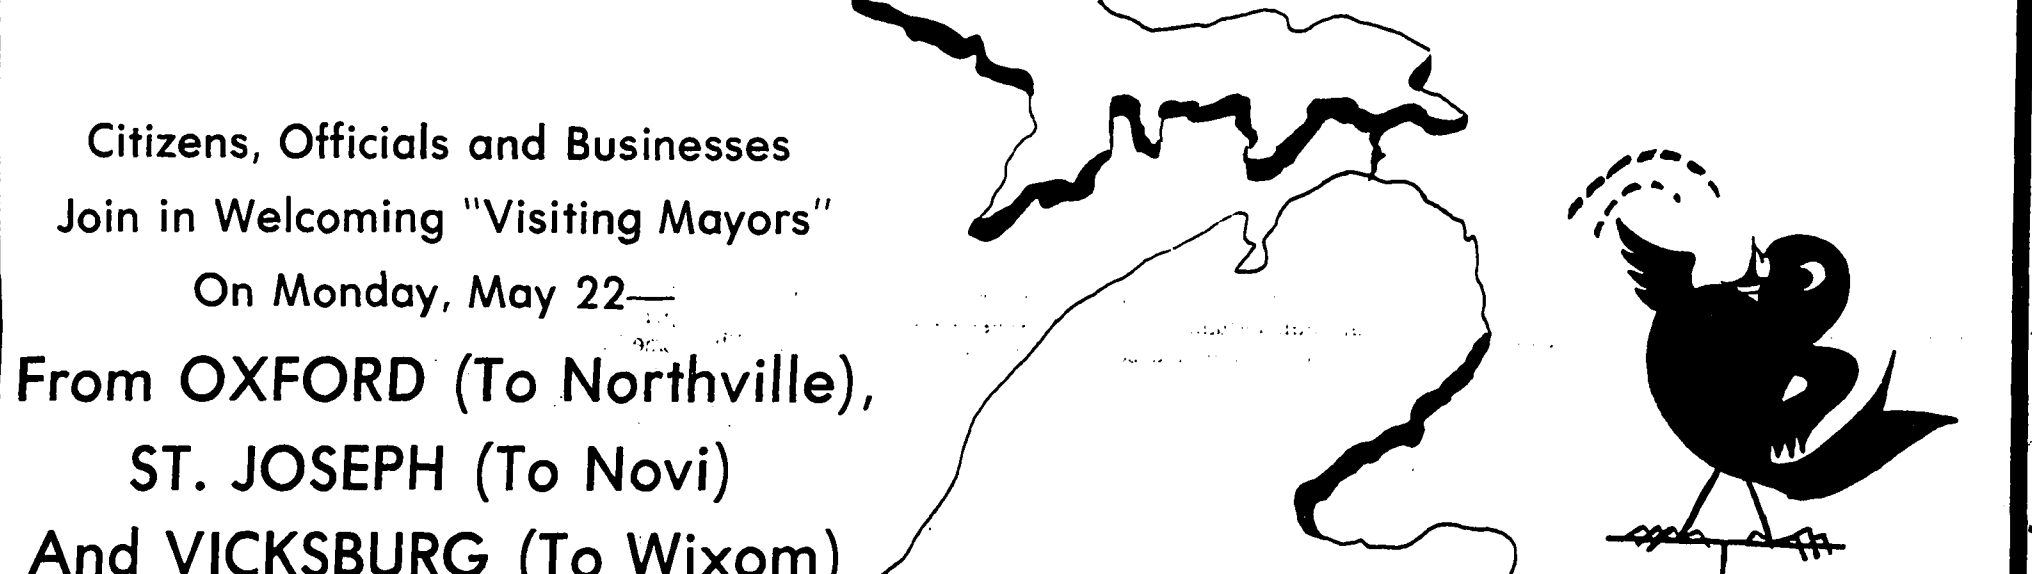 Citizens, Officials and Businesses
Join in Welcoming "Visiting Mayors"
On Monday, May 22—
From OXFORD (To Northville),
ST. JOSEPH (To Novi)
And VICKSBURG (To Wixom)